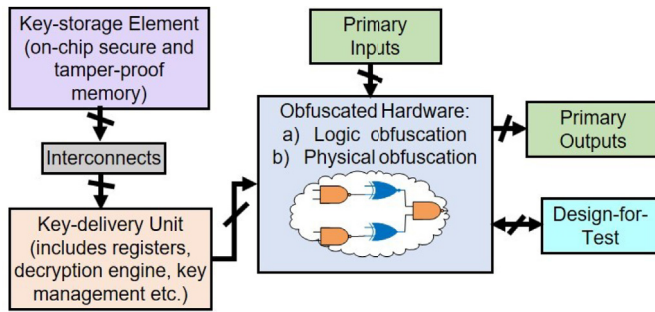 Key-storage Element
(on-chip secure and
tamper-proof
memory)
Interconnects
Key-delivery Unit
(includes registers,
decryption engine, key
management etc.)
Primary
Inputs
Obfuscated Hardware:
a) Logic obfuscation
b) Physical obfuscation
Primary
Outputs
Design-for-
Test